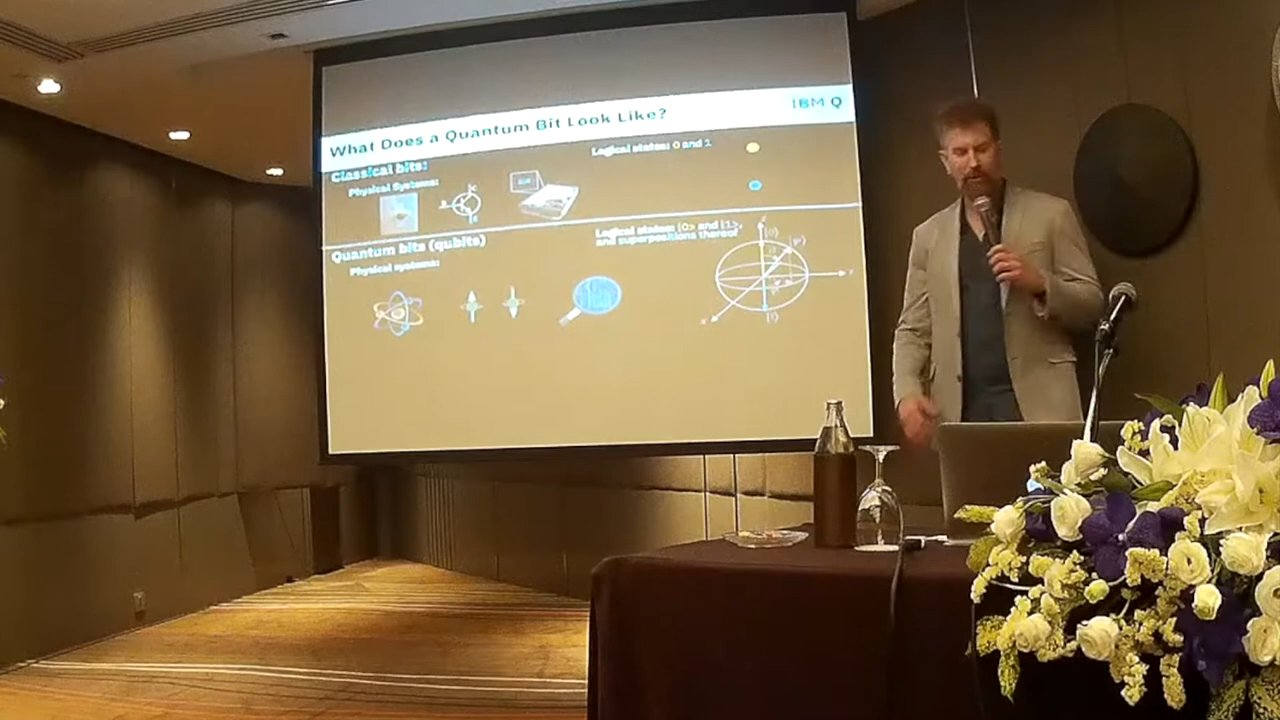 What Does a Quantum Bit Look Like?
IBM Q
Classical bits:
Logical states: 0 and 1
Physical Systems:
Quantum bits (qubits)
Logical states: |0> and |1>,
and superpositions thereof
Physical systems: